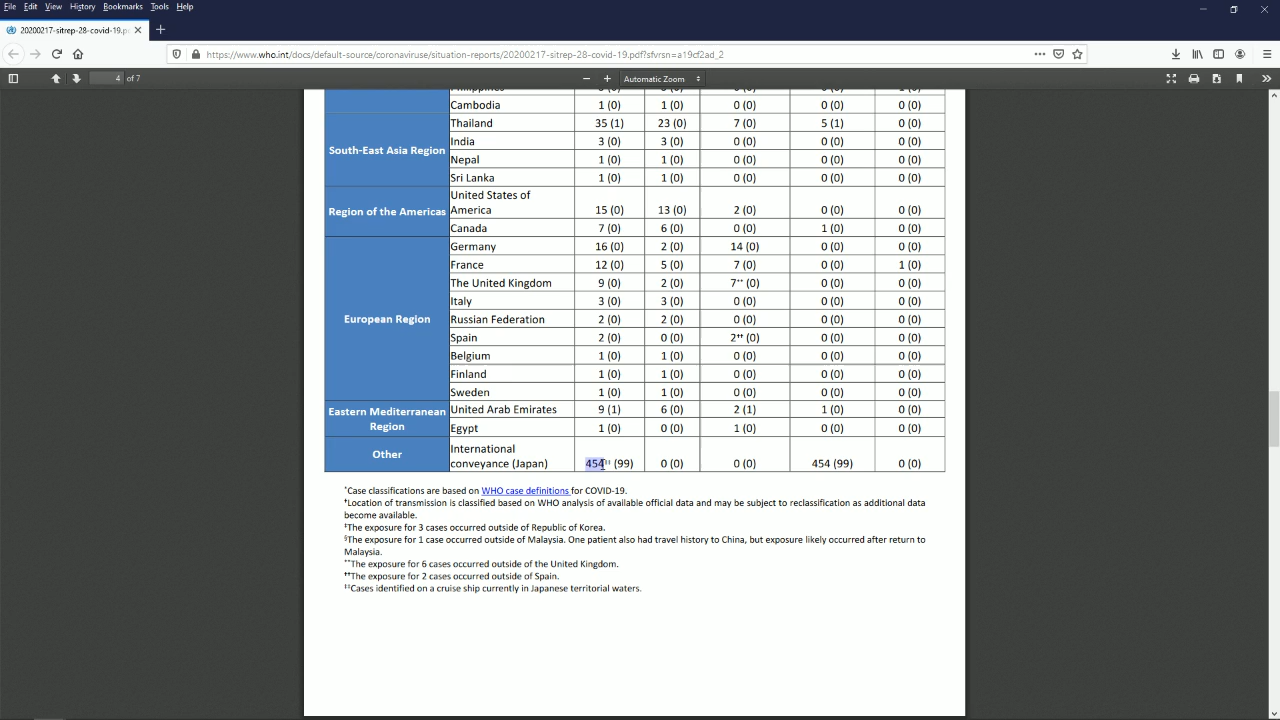 File Edit View History Bookmarks Tools Help
20200217-sitrep-28-covid-19.p
https://www.who.int/docs/default-source/coronaviruse/situation-reports/20200217-sitrep-28-covid-19.pdf?sfvrsn=a19cf2ad_2
4 of 7 Automatic Zoom
Cambodia 1 (0) 1 (0) 0 (0) 0 (0) 0 (0)
South-East Asia Region
Thailand 35 (1) 23 (0) 7 (0) 5 (1) 0 (0)
India 3 (0) 3 (0) 0 (0) 0 (0) 0 (0)
Nepal 1 (0) 1 (0) 0 (0) 0 (0) 0 (0)
Sri Lanka 1 (0) 1 (0) 0 (0) 0 (0) 0 (0)
Region of the Americas
United States of
America 15 (0) 13 (0) 2 (0) 0 (0) 0 (0)
Canada 7 (0) 6 (0) 0 (0) 1 (0) 0 (0)
European Region
Germany 16 (0) 2 (0) 14 (0) 0 (0) 0 (0)
France 12 (0) 5 (0) 7 (0) 0 (0) 1 (0)
The United Kingdom 9 (0) 2 (0) 7** (0) 0 (0) 0 (0)
Italy 3 (0) 3 (0) 0 (0) 0 (0) 0 (0)
Russian Federation 2 (0) 2 (0) 0 (0) 0 (0) 0 (0)
Spain 2 (0) 0 (0) 2†† (0) 0 (0) 0 (0)
Belgium 1 (0) 1 (0) 0 (0) 0 (0) 0 (0)
Finland 1 (0) 1 (0) 0 (0) 0 (0) 0 (0)
Sweden 1 (0) 1 (0) 0 (0) 0 (0) 0 (0)
Eastern Mediterranean
Region
United Arab Emirates 9 (1) 6 (0) 2 (1) 1 (0) 0 (0)
Egypt 1 (0) 0 (0) 1 (0) 0 (0) 0 (0)
Other
International
conveyance (Japan) 454‡‡ (99) 0 (0) 0 (0) 454 (99) 0 (0)
*Case classifications are based on WHO case definitions for COVID-19.
†Location of transmission is classified based on WHO analysis of available official data and may be subject to reclassification as additional data
become available.
‡The exposure for 3 cases occurred outside of Republic of Korea.
§The exposure for 1 case occurred outside of Malaysia. One patient also had travel history to China, but exposure likely occurred after return to
Malaysia.
**The exposure for 6 cases occurred outside of the United Kingdom.
††The exposure for 2 cases occurred outside of Spain.
‡‡Cases identified on a cruise ship currently in Japanese territorial waters.